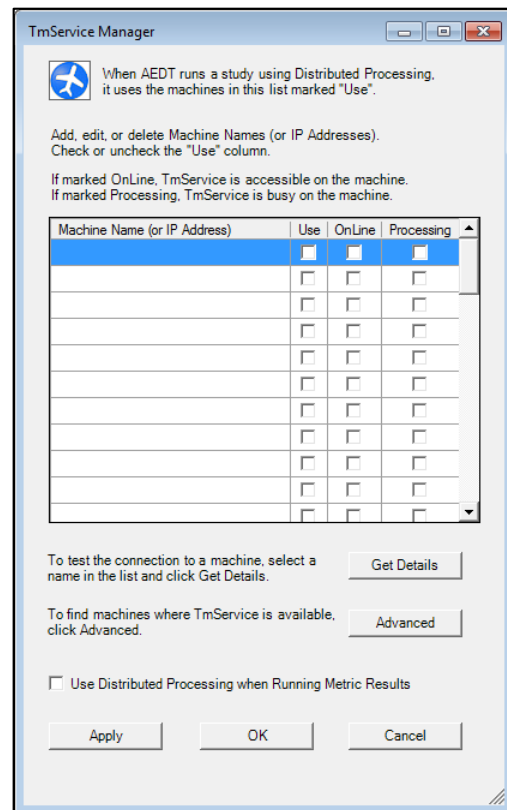 TmService Manager
When AEDT runs a study using Distributed Processing,
it uses the machines in this list marked "Use".
Add, edit, or delete Machine Names (or IP Addresses).
Check or uncheck the "Use" column.
If marked OnLine, TmService is accessible on the machine.
If marked Processing, TmService is busy on the machine.
Machine Name (or IP Address) Use OnLine Processing
To test the connection to a machine, select a
name in the list and click Get Details.
Get Details
To find machines where TmService is available,
click Advanced.
Advanced
Use Distributed Processing when Running Metric Results
Apply OK Cancel